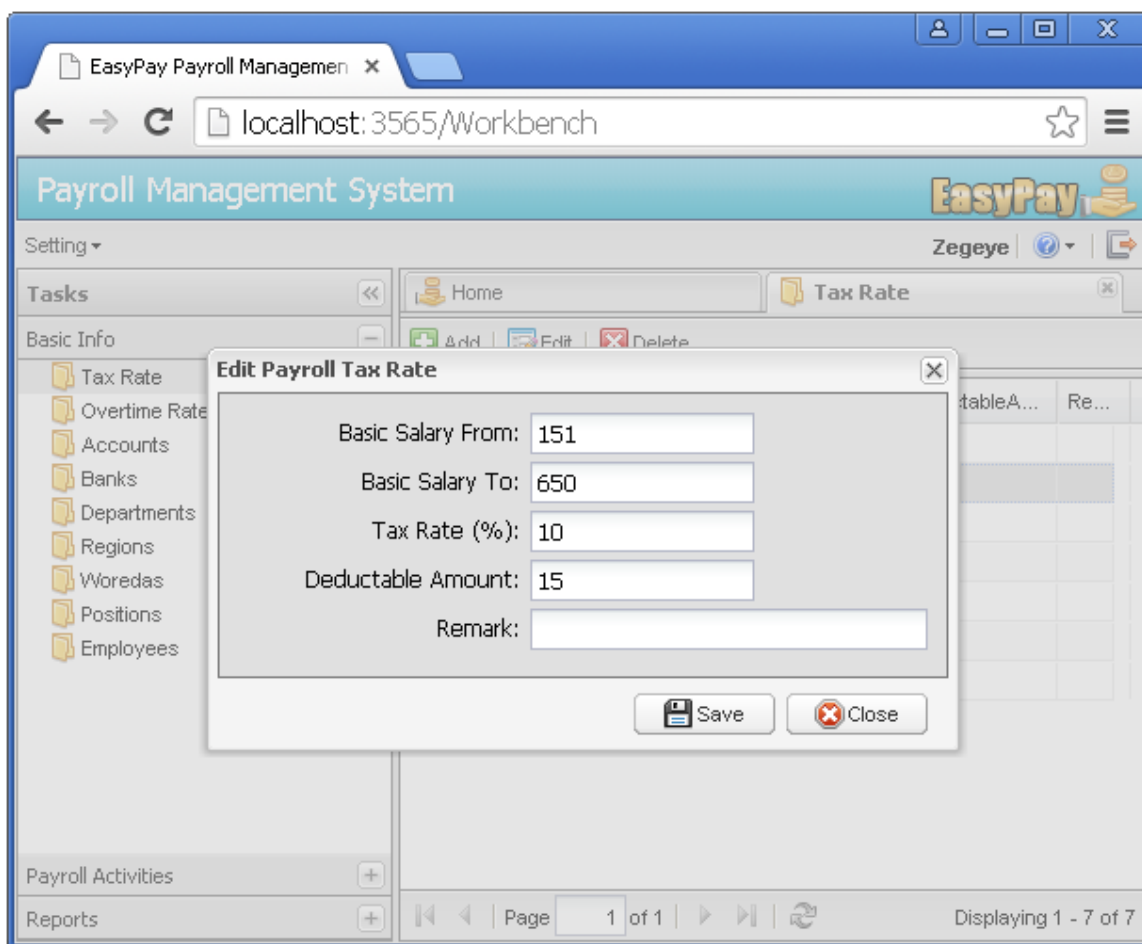 EasyPay Payroll Managemen
localhost:3565/Workbench
Payroll Management System
EasyPay
Setting
Zegeye
Tasks
Home
Tax Rate
Basic Info
Add
Edit
Delete
Tax Rate
Overtime Rate
Accounts
Banks
Departments
Regions
Woredas
Positions
Employees
tableA...
Re...
Edit Payroll Tax Rate
Basic Salary From: 151
Basic Salary To: 650
Tax Rate (%): 10
Deductable Amount: 15
Remark:
Save
Close
Payroll Activities
Reports
Page 1 of 1
Displaying 1 - 7 of 7